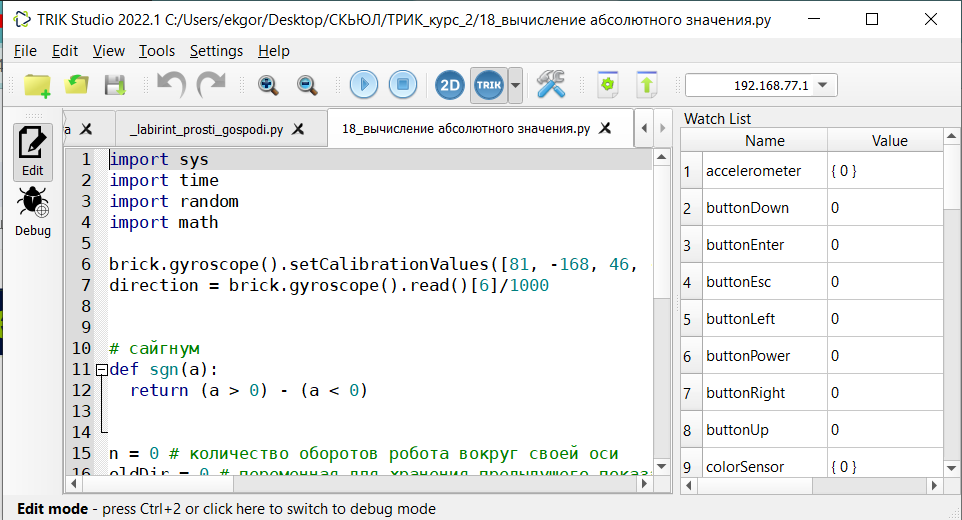 TRIK Studio 2022.1 C:/Users/ekgor/Desktop/СКЬЮЛ/ТРИК_курс_2/18_вычисление абсолютного значения.py
File Edit View Tools Settings Help
2D TRIK 192.168.77.1
a _labirint_prosti_gospodi.py 18_вычисление абсолютного значения.py
Edit
Debug
1 import sys
2 import time
3 import random
4 import math
5
6 brick.gyroscope().setCalibrationValues([81, -168, 46,
7 direction = brick.gyroscope().read()[6]/1000
8
9
10 # сайгнум
11 def sgn(a):
12 return (a > 0) - (a < 0)
13
14
15 n = 0 # количество оборотов робота вокруг своей оси
16 oldDir = 0 # переменная для хранения предыдущего показ
Watch List
Name Value
1 accelerometer { 0 }
2 buttonDown 0
3 buttonEnter 0
4 buttonEsc 0
5 buttonLeft 0
6 buttonPower 0
7 buttonRight 0
8 buttonUp 0
9 colorSensor { 0 }
Edit mode - press Ctrl+2 or click here to switch to debug mode